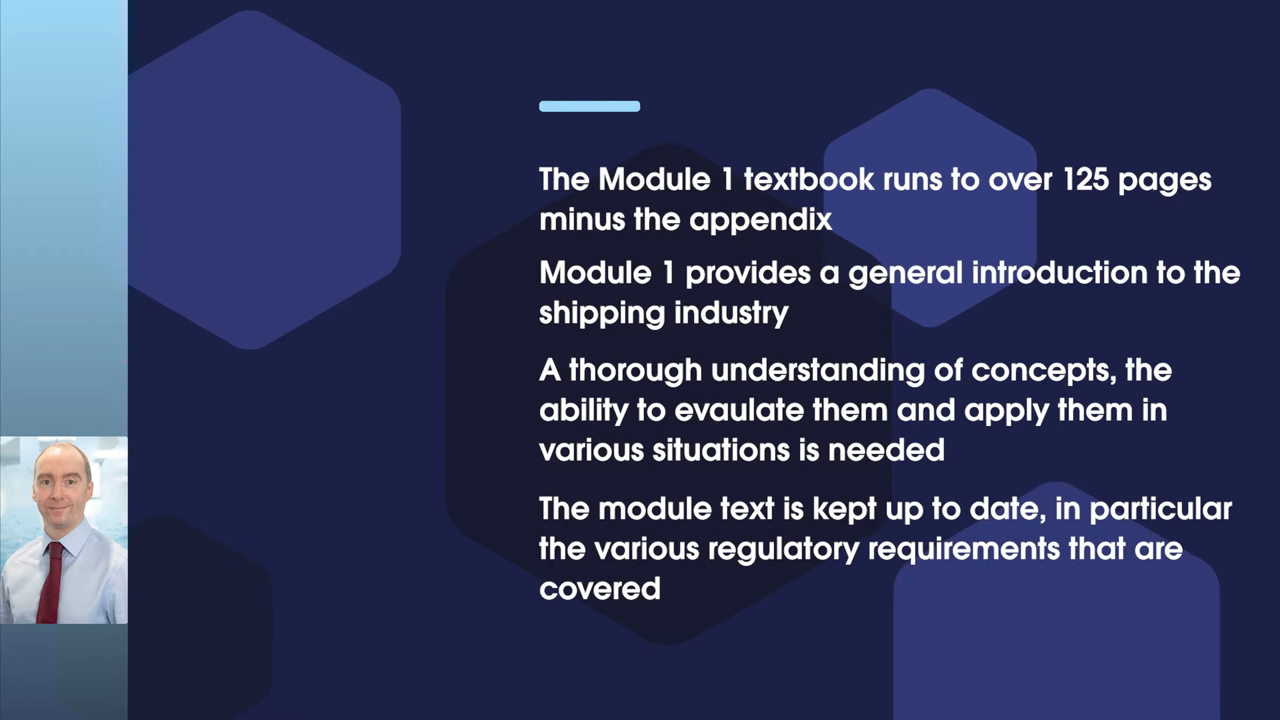 The Module 1 textbook runs to over 125 pages
minus the appendix
Module 1 provides a general introduction to the
shipping industry
A thorough understanding of concepts, the
ability to evaulate them and apply them in
various situations is needed
The module text is kept up to date, in particular
the various regulatory requirements that are
covered